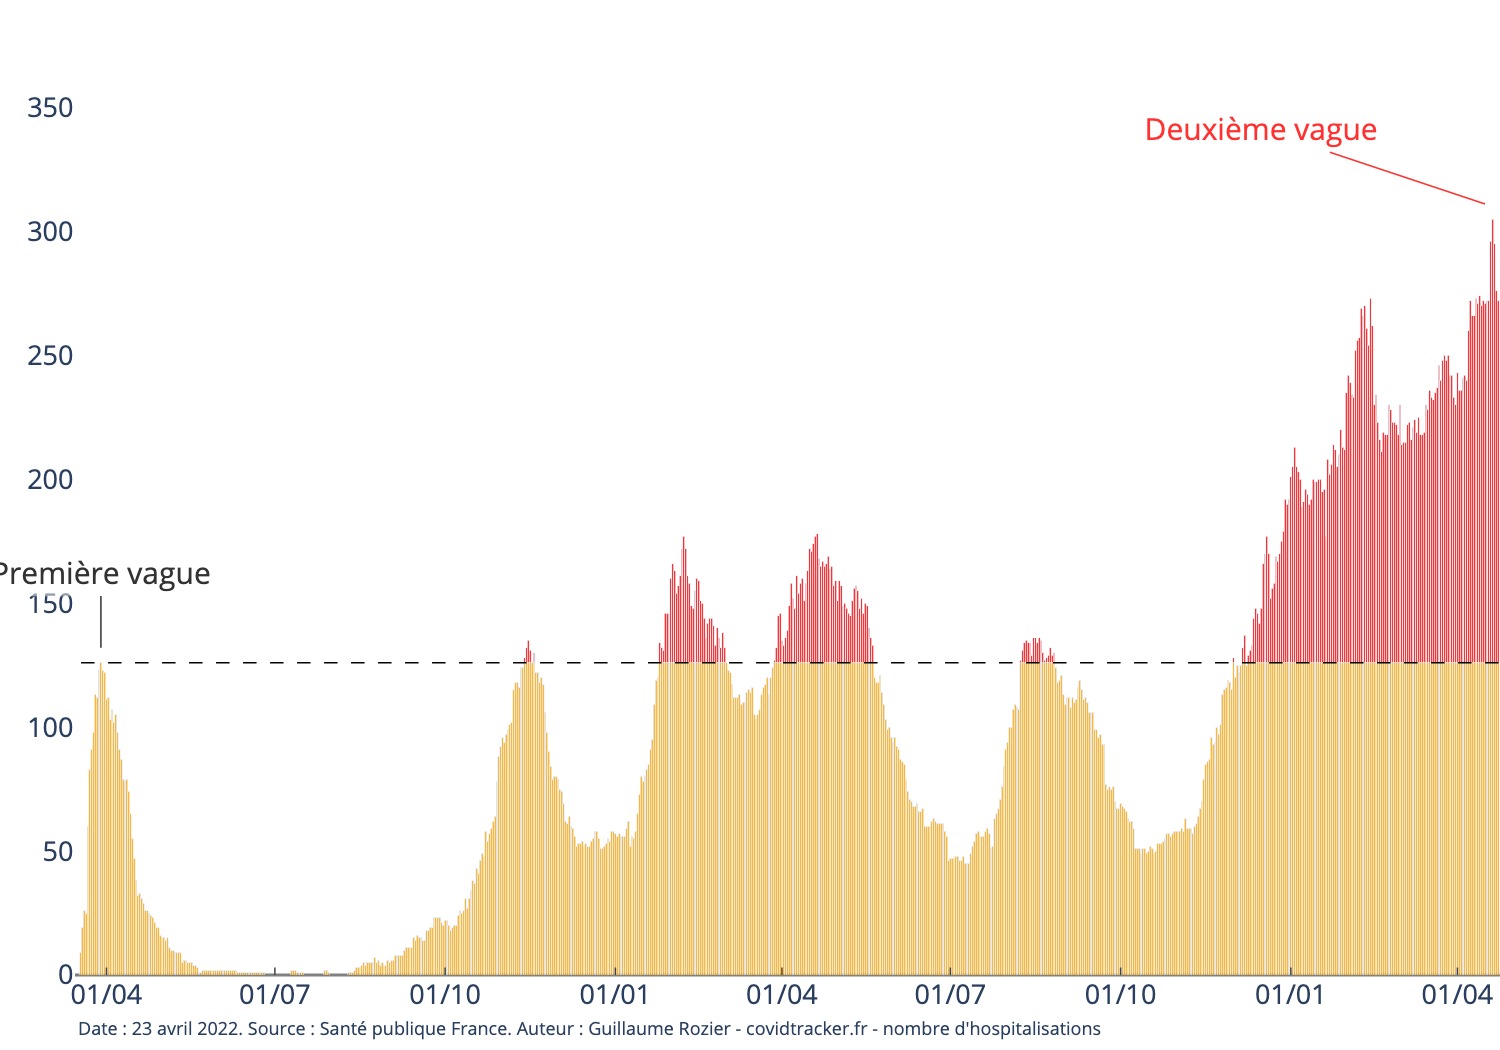 350
Deuxième vague
300
250
200
Première vague
150
100
50
0
01/04 01/07 01/10 01/01 01/04 01/07 01/10 01/01 01/04
Date : 23 avril 2022. Source : Santé publique France. Auteur : Guillaume Rozier - covidtracker.fr - nombre d'hospitalisations